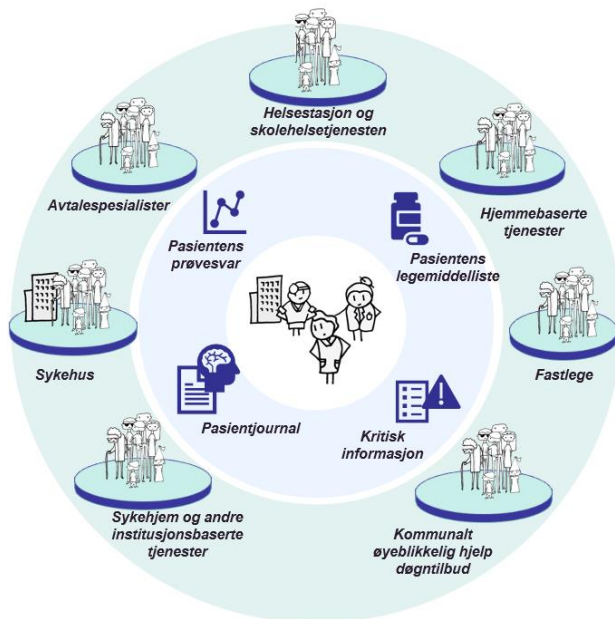 Helsestasjon og
skolehelsetjenesten
Avtalespesialister
Hjemmebaserte
tjenester
Pasientens
prøvesvar
Pasientens
legemiddelliste
Sykehus
Fastlege
Pasientjournal
Kritisk
informasjon
Sykehjem og andre
institusjonsbaserte
tjenester
Kommunalt
øyeblikkelig hjelp
døgntilbud